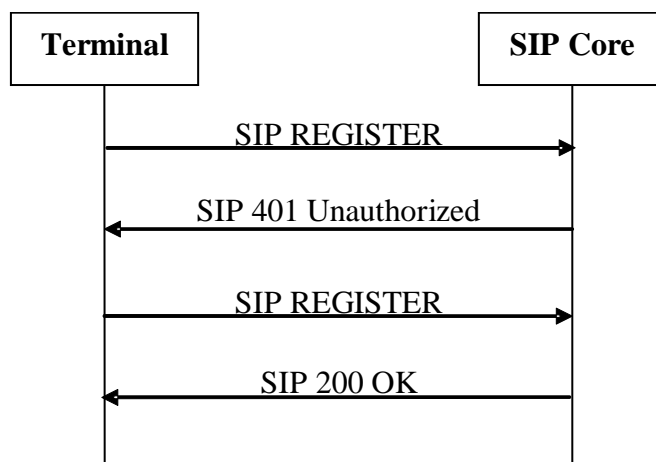 Terminal
SIP Core
SIP REGISTER
SIP 401 Unauthorized
SIP REGISTER
SIP 200 OK